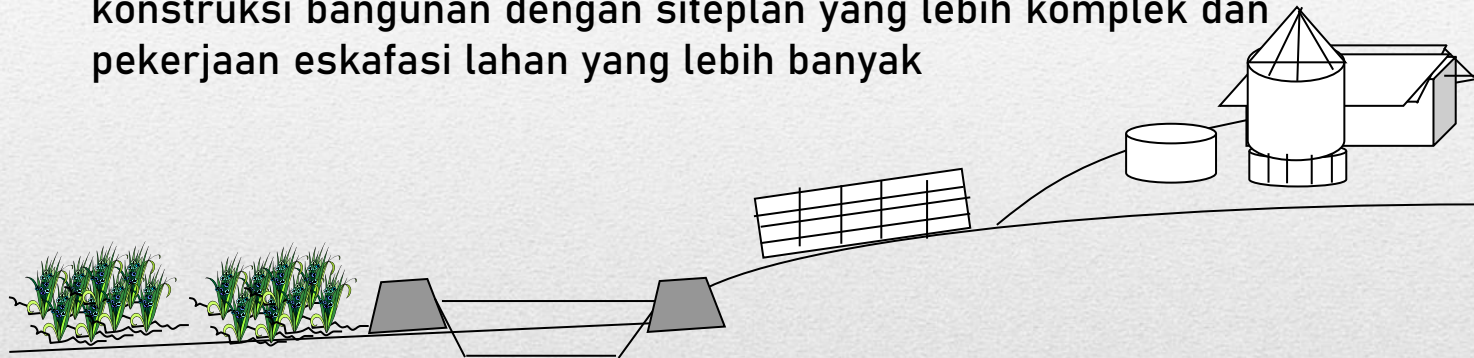 konstruksi bangunan dengan siteplan yang lebih komplek dan
pekerjaan eskafasi lahan yang lebih banyak